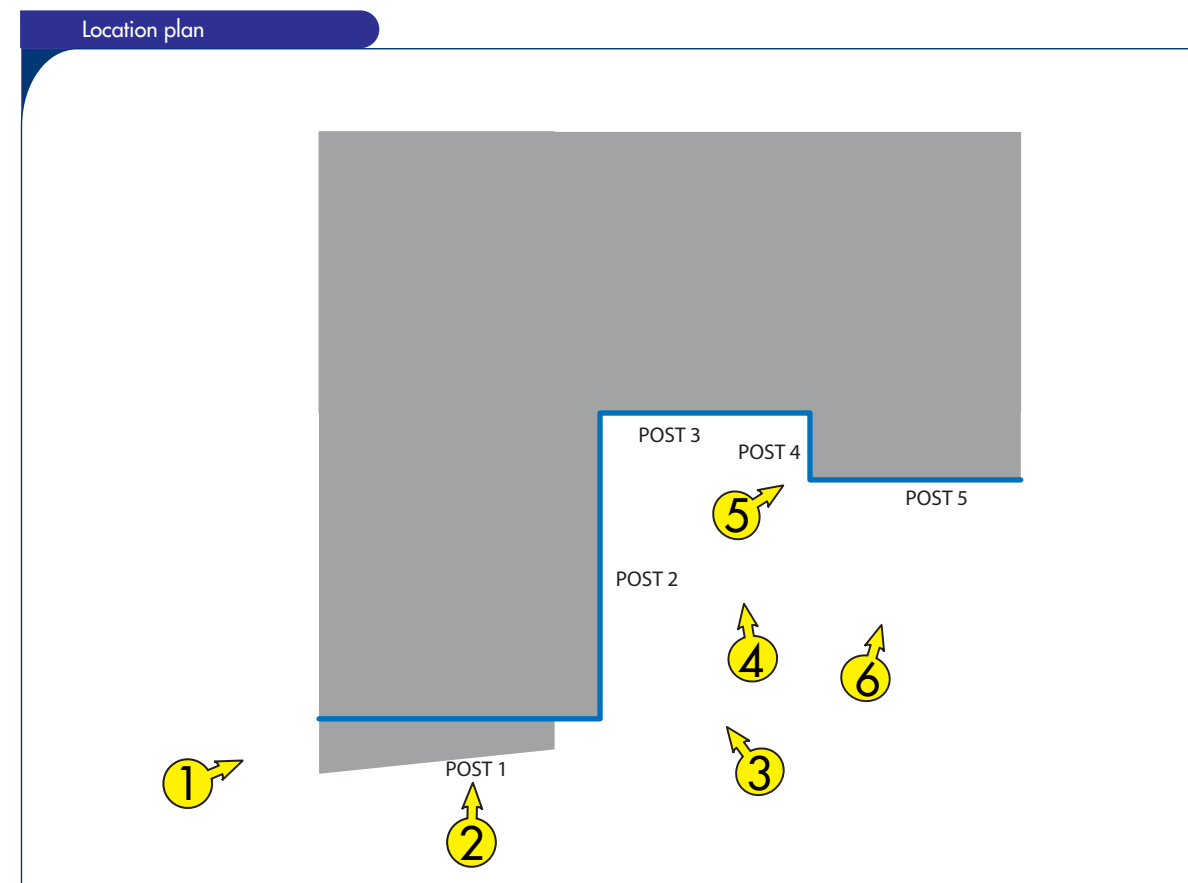 Location plan
POST 3
POST 4
5
POST 5
POST 2
4
6
1
POST 1
3
2